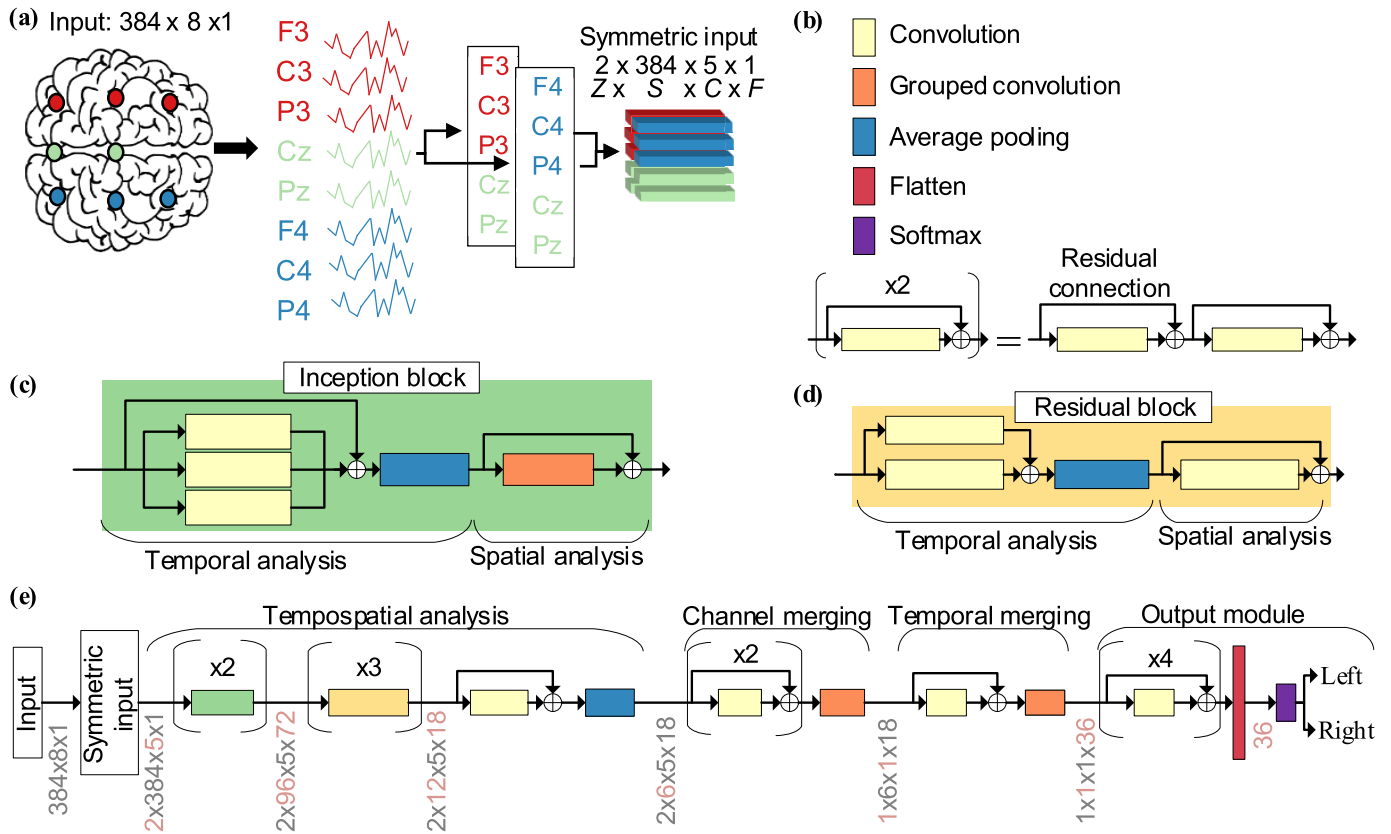 (a)
Input: 384 x 8 x1
F3
C3
P3
Cz
Pz
F4
C4
P4
F3
C3
P3
Cz
Pz
F4
C4
P4
Cz
Pz
Symmetric input
2 x 384 x 5 x 1
Z x S x C x F
(b)
Convolution
Grouped convolution
Average pooling
Flatten
Softmax
x2
=
Residual
connection
(c)
Inception block
Temporal analysis
Spatial analysis
(d)
Residual block
Temporal analysis
Spatial analysis
(e)
Tempospatial analysis
Channel merging
Temporal merging
Output module
Input
384x8x1
Symmetric
input
2x384x5x1
x2
2x96x5x72
x3
2x12x5x18
2x6x5x18
x2
1x6x1x18
1x1x1x36
x4
36
Left
Right